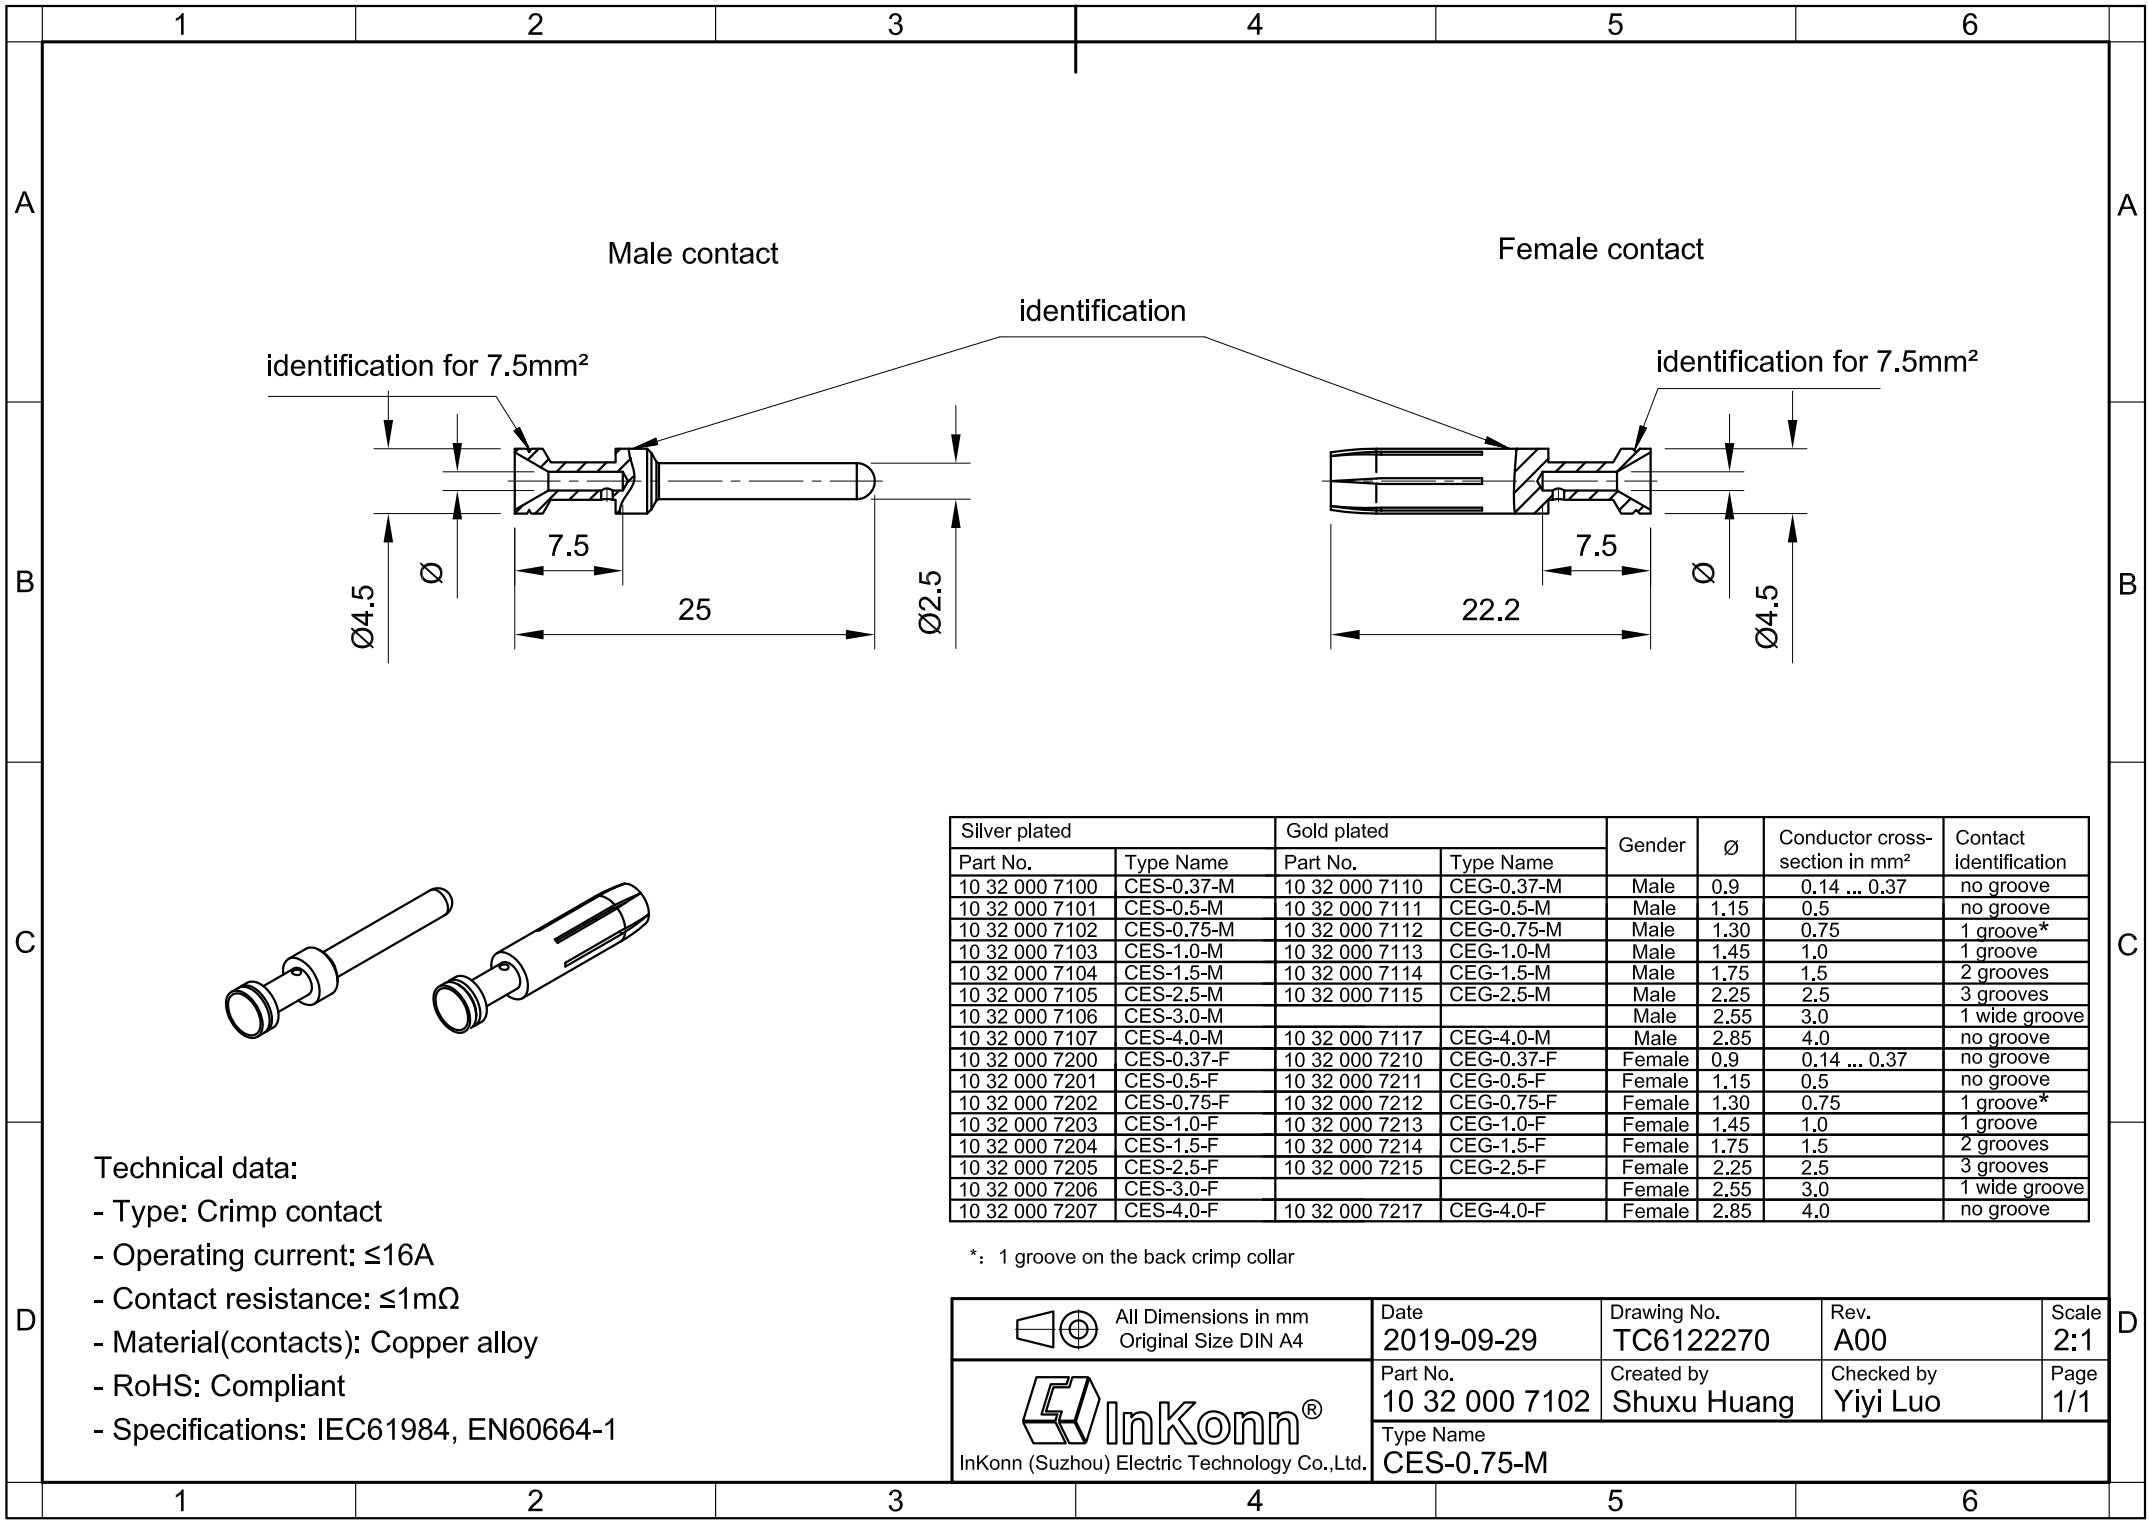 1 2 3 4 5 6
A A
Male contact
Female contact
identification
identification for 7.5mm²
identification for 7.5mm²
7.5
25
Ø4.5
Ø
Ø2.5
7.5
22.2
Ø
Ø4.5
B B
C C
Silver plated Gold plated Gender Ø Conductor cross-section in mm² Contact identification
Part No. Type Name Part No. Type Name
10 32 000 7100 CES-0.37-M 10 32 000 7110 CEG-0.37-M Male 0.9 0.14 ... 0.37 no groove
10 32 000 7101 CES-0.5-M 10 32 000 7111 CEG-0.5-M Male 1.15 0.5 no groove
10 32 000 7102 CES-0.75-M 10 32 000 7112 CEG-0.75-M Male 1.30 0.75 1 groove*
10 32 000 7103 CES-1.0-M 10 32 000 7113 CEG-1.0-M Male 1.45 1.0 1 groove
10 32 000 7104 CES-1.5-M 10 32 000 7114 CEG-1.5-M Male 1.75 1.5 2 grooves
10 32 000 7105 CES-2.5-M 10 32 000 7115 CEG-2.5-M Male 2.25 2.5 3 grooves
10 32 000 7106 CES-3.0-M Male 2.55 3.0 1 wide groove
10 32 000 7107 CES-4.0-M 10 32 000 7117 CEG-4.0-M Male 2.85 4.0 no groove
10 32 000 7200 CES-0.37-F 10 32 000 7210 CEG-0.37-F Female 0.9 0.14 ... 0.37 no groove
10 32 000 7201 CES-0.5-F 10 32 000 7211 CEG-0.5-F Female 1.15 0.5 no groove
10 32 000 7202 CES-0.75-F 10 32 000 7212 CEG-0.75-F Female 1.30 0.75 1 groove*
10 32 000 7203 CES-1.0-F 10 32 000 7213 CEG-1.0-F Female 1.45 1.0 1 groove
10 32 000 7204 CES-1.5-F 10 32 000 7214 CEG-1.5-F Female 1.75 1.5 2 grooves
10 32 000 7205 CES-2.5-F 10 32 000 7215 CEG-2.5-F Female 2.25 2.5 3 grooves
10 32 000 7206 CES-3.0-F Female 2.55 3.0 1 wide groove
10 32 000 7207 CES-4.0-F 10 32 000 7217 CEG-4.0-F Female 2.85 4.0 no groove
*: 1 groove on the back crimp collar
Technical data:
- Type: Crimp contact
- Operating current: ≤16A
- Contact resistance: ≤1mΩ
- Material(contacts): Copper alloy
- RoHS: Compliant
- Specifications: IEC61984, EN60664-1
D D
All Dimensions in mm
Original Size DIN A4
Date
2019-09-29
Drawing No.
TC6122270
Rev.
A00
Scale
2:1
InKonn®
InKonn (Suzhou) Electric Technology Co.,Ltd.
Part No.
10 32 000 7102
Created by
Shuxu Huang
Checked by
Yiyi Luo
Page
1/1
Type Name
CES-0.75-M
1 2 3 4 5 6